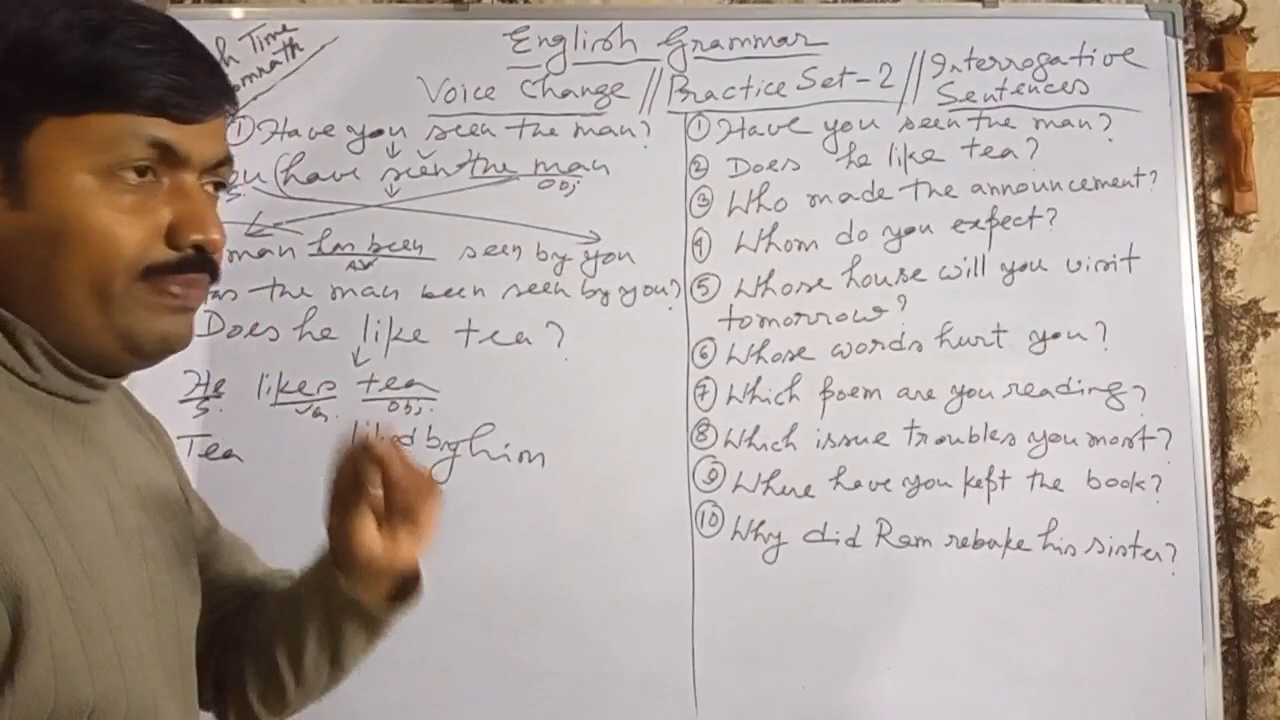 English Grammar
Voice Change // Practice Set-2 // Interrogative Sentences
Time
① Have you seen the man?
have seen the man
S. Obj
man has been seen by you
AV
the man been seen by you?
Does he like tea?
He likes tea
S. Obj.
Tea liked by him
① Have you seen the man?
② Does he like tea?
③ Who made the announcement?
④ Whom do you expect?
⑤ Whose house will you visit
tomorrow?
⑥ Whose words hurt you?
⑦ Which poem are you reading?
⑧ Which issue troubles you most?
⑨ Where have you kept the book?
⑩ Why did Ram rebuke his sister?